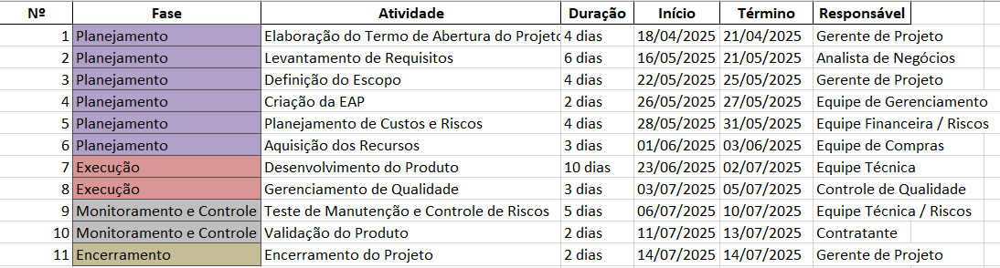 Nº Fase Atividade Duração Início Término Responsável
1 Planejamento Elaboração do Termo de Abertura do Projeto 4 dias 18/04/2025 21/04/2025 Gerente de Projeto
2 Planejamento Levantamento de Requisitos 6 dias 16/05/2025 21/05/2025 Analista de Negócios
3 Planejamento Definição do Escopo 4 dias 22/05/2025 25/05/2025 Gerente de Projeto
4 Planejamento Criação da EAP 2 dias 26/05/2025 27/05/2025 Equipe de Gerenciamento
5 Planejamento Planejamento de Custos e Riscos 4 dias 28/05/2025 31/05/2025 Equipe Financeira / Riscos
6 Planejamento Aquisição dos Recursos 3 dias 01/06/2025 03/06/2025 Equipe de Compras
7 Execução Desenvolvimento do Produto 10 dias 23/06/2025 02/07/2025 Equipe Técnica
8 Execução Gerenciamento de Qualidade 3 dias 03/07/2025 05/07/2025 Controle de Qualidade
9 Monitoramento e Controle Teste de Manutenção e Controle de Riscos 5 dias 06/07/2025 10/07/2025 Equipe Técnica / Riscos
10 Monitoramento e Controle Validação do Produto 2 dias 11/07/2025 13/07/2025 Contratante
11 Encerramento Encerramento do Projeto 2 dias 14/07/2025 14/07/2025 Gerente de Projeto